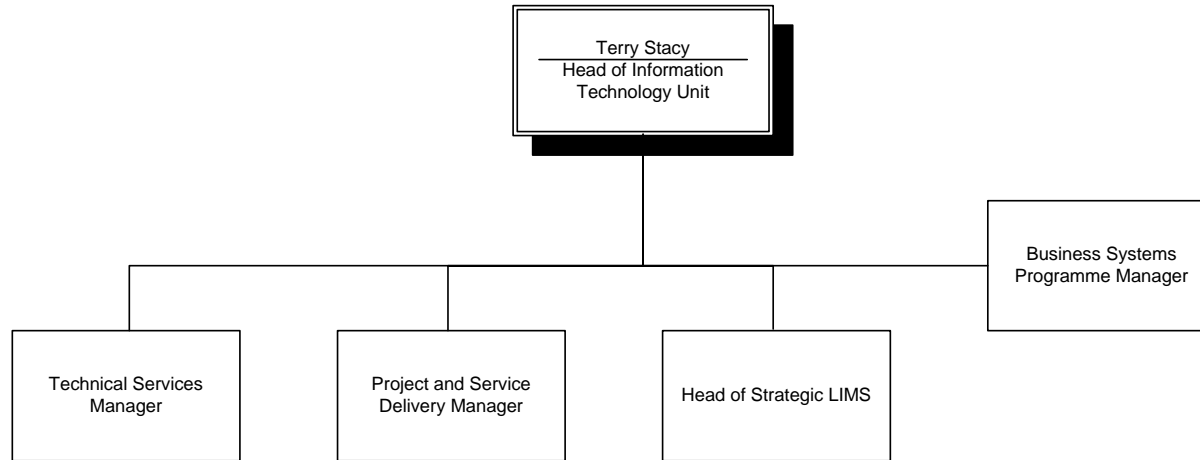 Terry Stacy
Head of Information
Technology Unit
Business Systems
Programme Manager
Technical Services
Manager
Project and Service
Delivery Manager
Head of Strategic LIMS